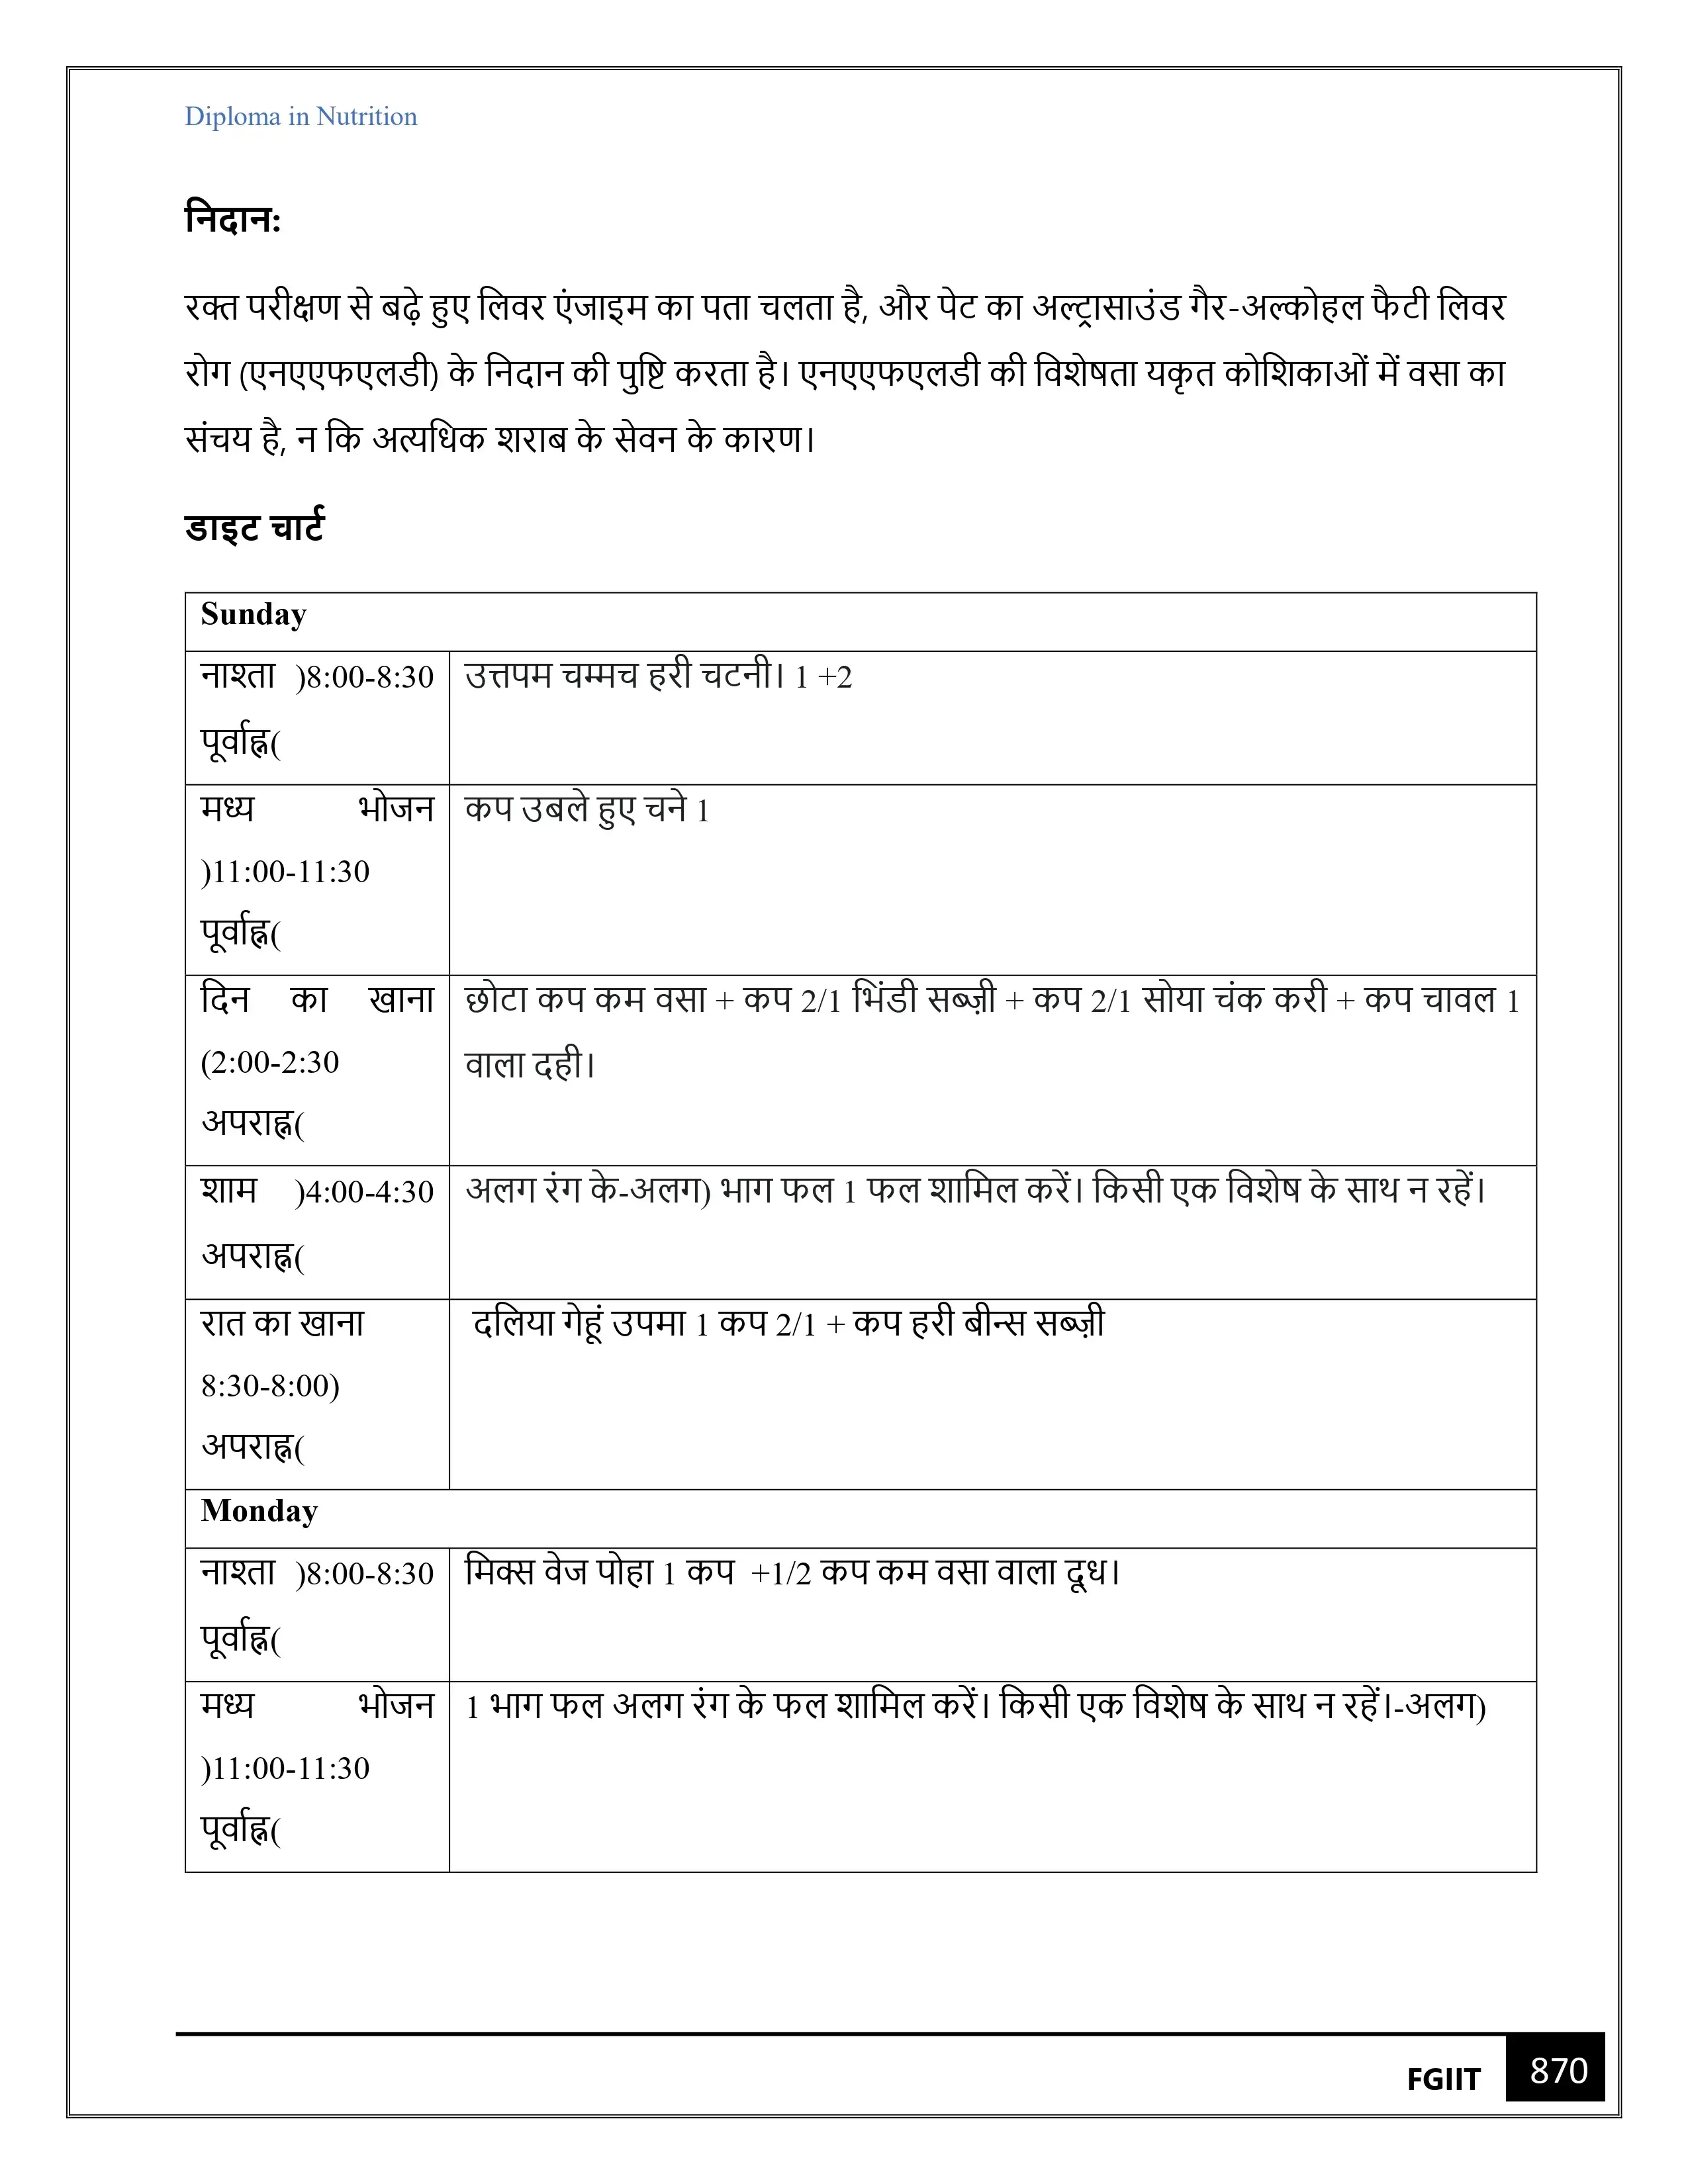 Diploma in Nutrition
निदानः
रक्त परीक्षण से बढ़े हुए लिवर एंजाइम का पता चलता है, और पेट का अल्ट्रासाउंड गैर-अल्कोहल फैटी लिवर
रोग (एनएएफएलडी) के निदान की पुष्टि करता है। एनएएफएलडी की विशेषता यकृत कोशिकाओं में वसा का
संचय है, न कि अत्यधिक शराब के सेवन के कारण।
डाइट चार्ट
Sunday
नाश्ता )8:00-8:30
पूर्वाह्न(
उत्तपम चम्मच हरी चटनी। 1 +2
मध्य भोजन
)11:00-11:30
पूर्वाह्न(
कप उबले हुए चने 1
दिन का खाना
(2:00-2:30
अपराह्न(
छोटा कप कम वसा + कप 2/1 भिंडी सब्ज़ी + कप 2/1 सोया चंक करी + कप चावल 1
वाला दही।
शाम )4:00-4:30
अपराह्न(
अलग रंग के-अलग) भाग फल 1 फल शामिल करें। किसी एक विशेष के साथ न रहें।
रात का खाना
8:30-8:00)
अपराह्न(
दलिया गेहूं उपमा 1 कप 2/1 + कप हरी बीन्स सब्ज़ी
Monday
नाश्ता )8:00-8:30
पूर्वाह्न(
मिक्स वेज पोहा 1 कप +1/2 कप कम वसा वाला दूध।
मध्य भोजन
)11:00-11:30
पूर्वाह्न(
1 भाग फल अलग रंग के फल शामिल करें। किसी एक विशेष के साथ न रहें।-अलग)
FGIIT 870